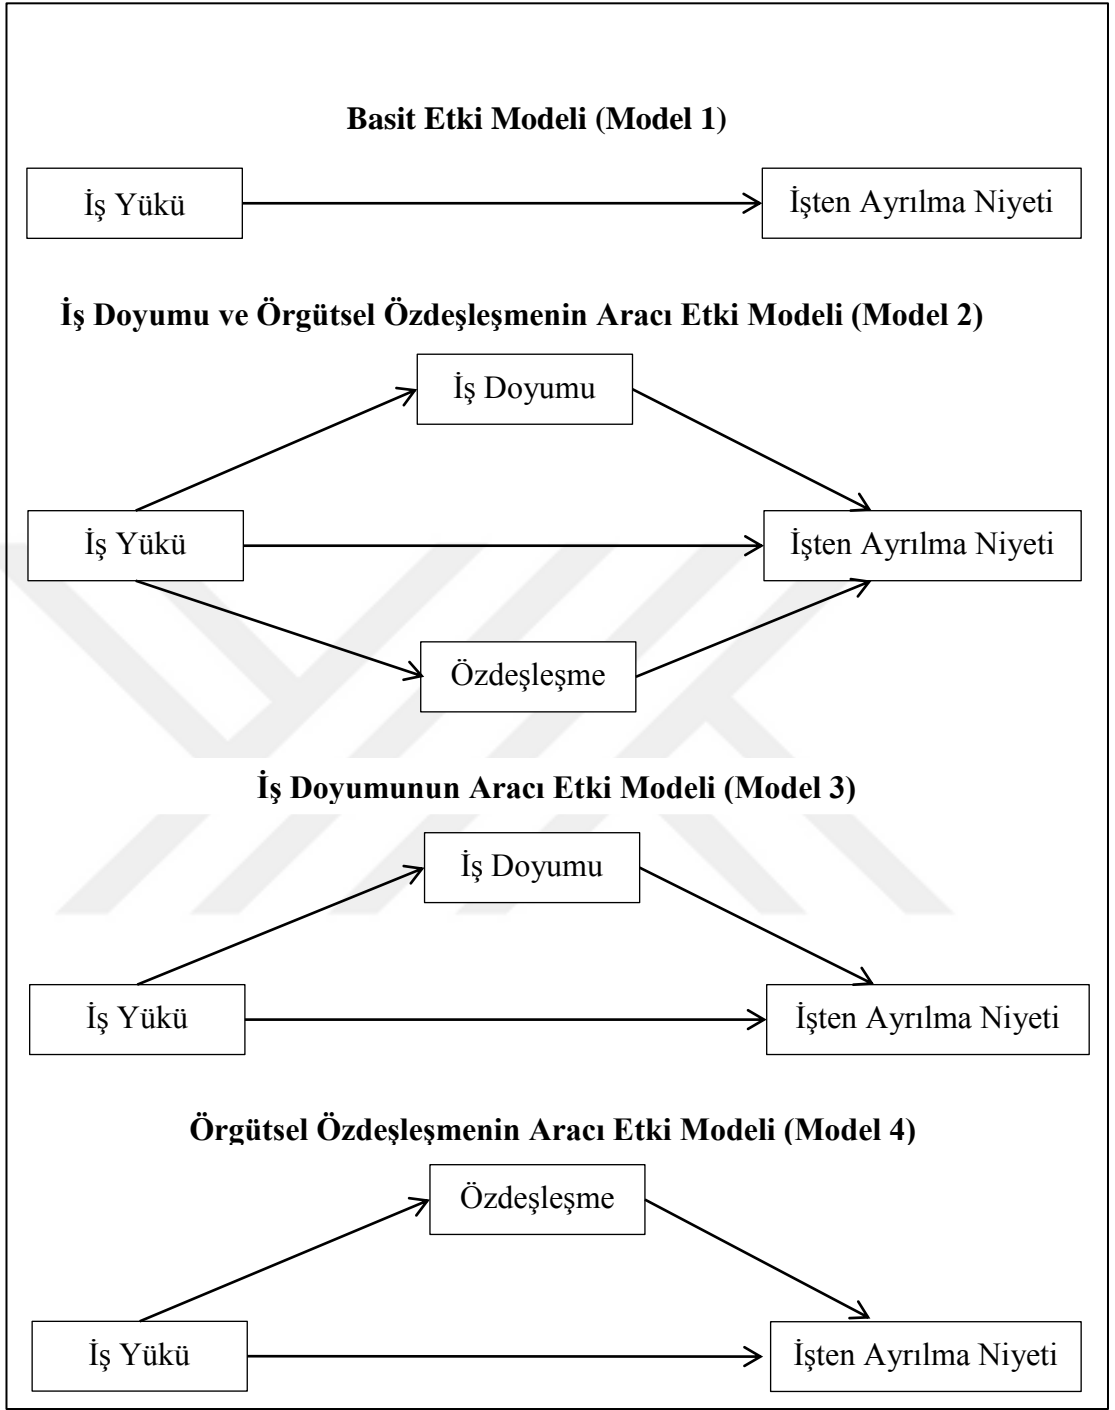 Basit Etki Modeli (Model 1)
İş Yükü
İşten Ayrılma Niyeti
İş Doyumu ve Örgütsel Özdeşleşmenin Aracı Etki Modeli (Model 2)
İş Doyumu
İş Yükü
İşten Ayrılma Niyeti
Özdeşleşme
İş Doyumunun Aracı Etki Modeli (Model 3)
İş Doyumu
İş Yükü
İşten Ayrılma Niyeti
Örgütsel Özdeşleşmenin Aracı Etki Modeli (Model 4)
Özdeşleşme
İş Yükü
İşten Ayrılma Niyeti